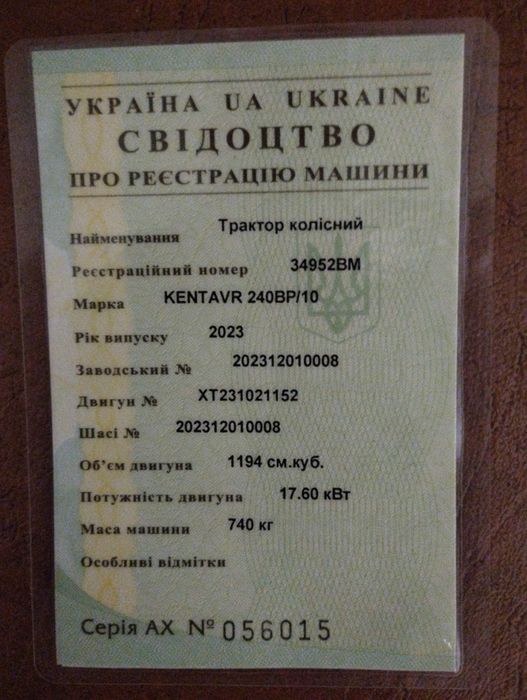 УКРАЇНА UA UKRAINE
СВІДОЦТВО
ПРО РЕЄСТРАЦІЮ МАШИНИ
Найменування Трактор колісний
Реєстраційний номер 34952ВМ
Марка KENTAVR 240BP/10
Рік випуску 2023
Заводський № 202312010008
Двигун № XT231021152
Шасі № 202312010008
Об'єм двигуна 1194 см.куб.
Потужність двигуна 17.60 кВт
Маса машини 740 кг
Особливі відмітки
Серія АХ № 056015